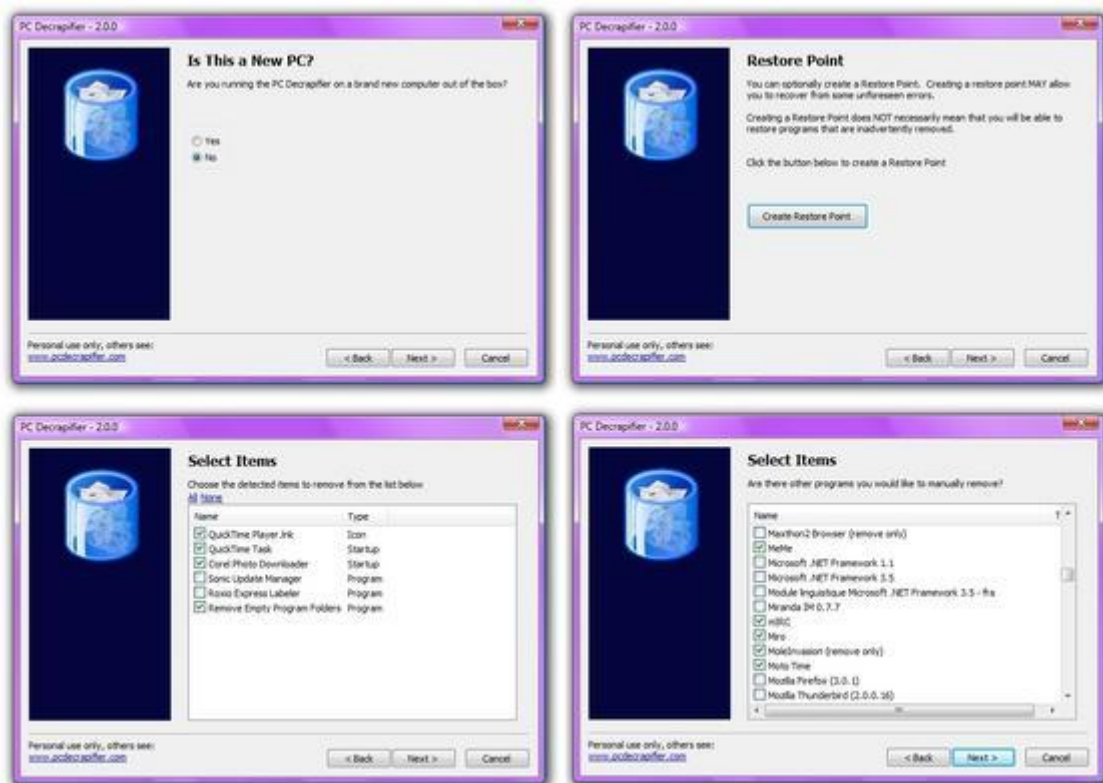 PC Decrapifier - 2.0.0
Is This a New PC?
Are you running the PC Decrapifier on a brand new computer out of the box?
Yes
No
Personal use only, others see:
www.pcdecrapifier.com
< Back
Next >
Cancel
PC Decrapifier - 2.0.0
Restore Point
You can optionally create a Restore Point. Creating a restore point MAY allow
you to recover from some unforeseen errors.
Creating a Restore Point does NOT necessarily mean that you will be able to
restore programs that are inadvertently removed.
Click the button below to create a Restore Point
Create Restore Point
Personal use only, others see:
www.pcdecrapifier.com
< Back
Next >
Cancel
PC Decrapifier - 2.0.0
Select Items
Choose the detected items to remove from the list below
All None
Name Type
QuickTime Player.lnk Icon
QuickTime Task Startup
Corel Photo Downloader Startup
Sonic Update Manager Program
Roxio Express Labeler Program
Remove Empty Program Folders Program
Personal use only, others see:
www.pcdecrapifier.com
< Back
Next >
Cancel
PC Decrapifier - 2.0.0
Select Items
Are there other programs you would like to manually remove?
Name
Maxthon2 Browser (remove only)
MeMe
Microsoft .NET Framework 1.1
Microsoft .NET Framework 3.5
Module linguistique Microsoft .NET Framework 3.5 - fra
Miranda IM 0.7.7
mIRC
Miro
MoleInvasion (remove only)
Moto Time
Mozilla Firefox (3.0.1)
Mozilla Thunderbird (2.0.0.16)
Personal use only, others see:
www.pcdecrapifier.com
< Back
Next >
Cancel